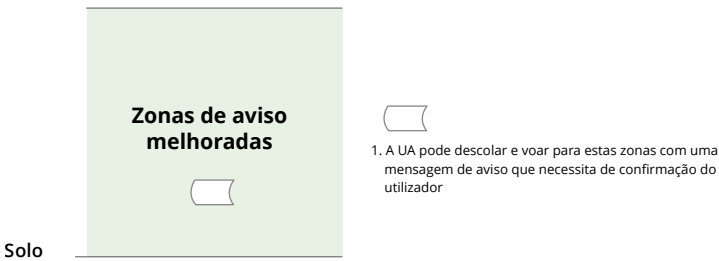 Zonas de aviso
melhoradas
1. A UA pode descolar e voar para estas zonas com uma
mensagem de aviso que necessita de confirmação do
utilizador
Solo